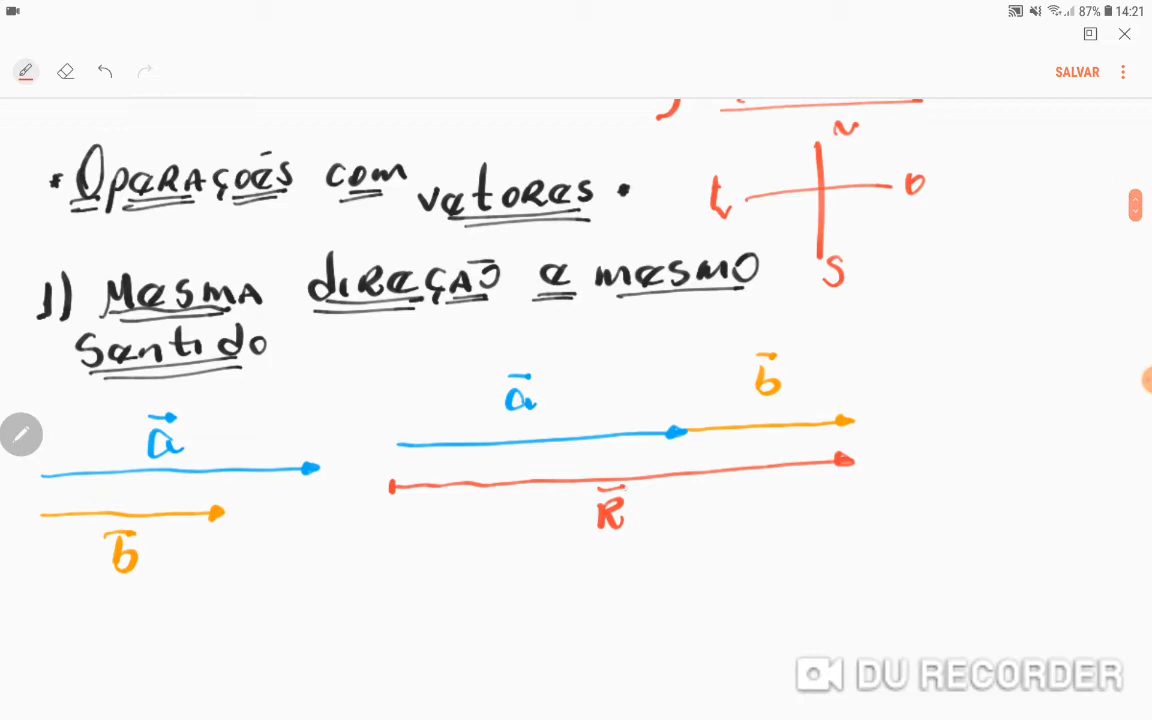 87% 14:21
SALVAR
N
• Operações com vetores •
L O
S
1) Mesma direção e mesmo
sentido
a b
a
R
b
DU RECORDER